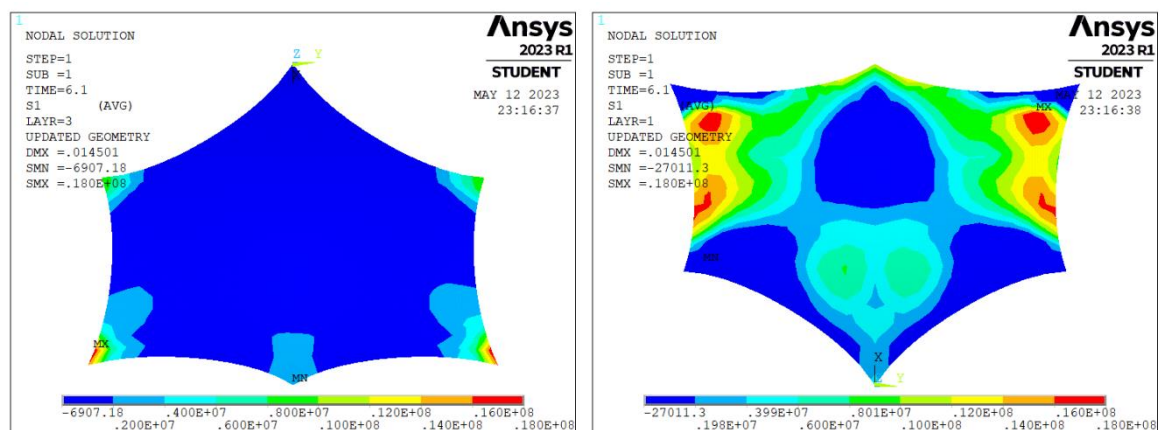 1
NODAL SOLUTION
STEP=1
SUB =1
TIME=6.1
S1 (AVG)
LAYR=3
UPDATED GEOMETRY
DMX =.014501
SMN =-6907.18
SMX =.180E+08
Ansys
2023 R1
STUDENT
MAY 12 2023
23:16:37
Z
Y
MX
MN
-6907.18 .400E+07 .800E+07 .120E+08 .160E+08
.200E+07 .600E+07 .100E+08 .140E+08 .180E+08
1
NODAL SOLUTION
STEP=1
SUB =1
TIME=6.1
S1 (AVG)
LAYR=1
UPDATED GEOMETRY
DMX =.014501
SMN =-27011.3
SMX =.180E+08
Ansys
2023 R1
STUDENT
MAY 12 2023
23:16:38
MX
MN
X
Y
-27011.3 .399E+07 .801E+07 .120E+08 .160E+08
.198E+07 .600E+07 .100E+08 .140E+08 .180E+08